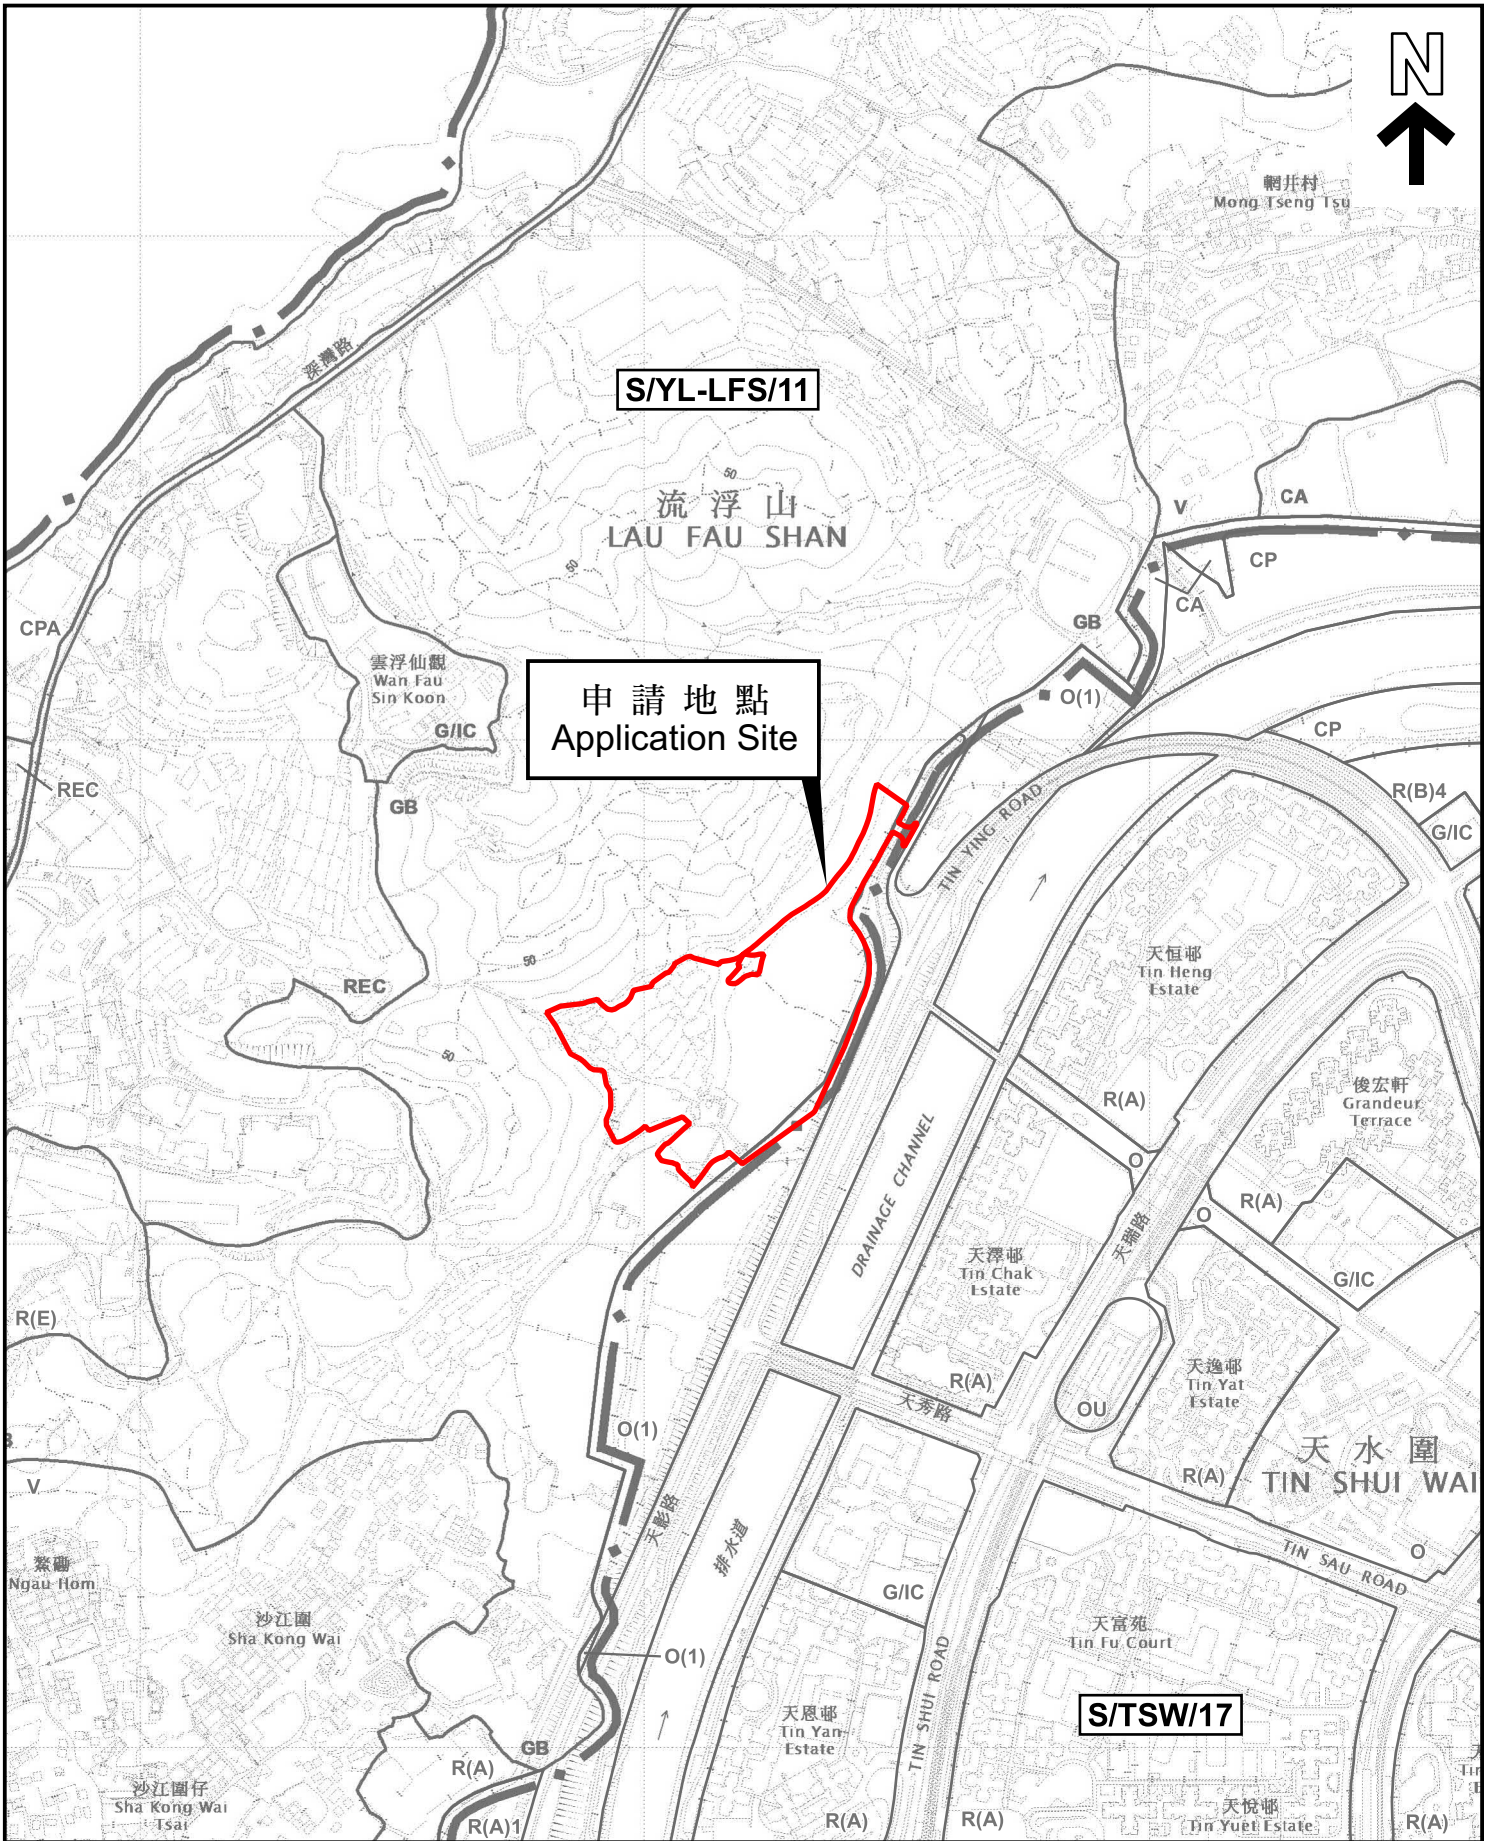 N
輞井村
Mong Tseng Tsu
深灣路
S/YL-LFS/11
50
流浮山
LAU FAU SHAN
50
V
CA
CP
CA
CPA
GB
雲浮仙觀
Wan Fau
Sin Koon
G/IC
申請地點
Application Site
O(1)
CP
REC
GB
R(B)4
G/IC
TIN YING ROAD
天恒邨
Tin Heng
Estate
50
REC
50
俊宏軒
Grandeur
Terrace
R(A)
DRAINAGE CHANNEL
O
R(A)
O
天瑞路
天澤邨
Tin Chak
Estate
G/IC
R(E)
天逸邨
Tin Yat
Estate
R(A)
OU
天秀路
O(1)
天水圍
TIN SHUI WAI
R(A)
V
天影路
排水道
TIN SAU ROAD
O
鰲磡
Ngau Hom
G/IC
沙江圍
Sha Kong Wai
天富苑
Tin Fu Court
O(1)
TIN SHUI ROAD
S/TSW/17
天恩邨
Tin Yan
Estate
GB
R(A)
沙江圍仔
Sha Kong Wai
Tsai
天悅邨
Tin Yuet Estate
R(A)1
R(A)
R(A)
R(A)